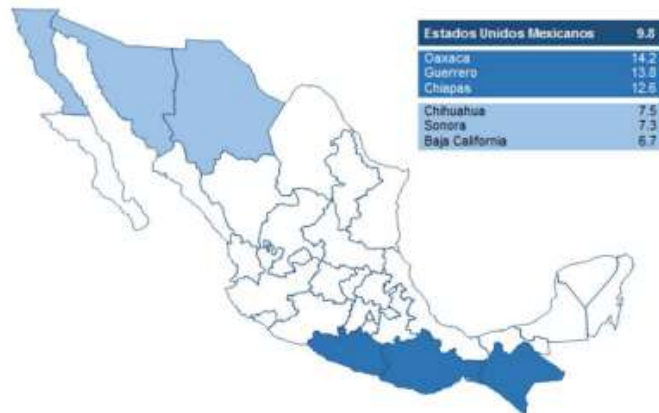 Estados Unidos Mexicanos 9.8
Oaxaca 14.2
Guerrero 13.8
Chiapas 12.6
Chihuahua 7.5
Sonora 7.3
Baja California 6.7